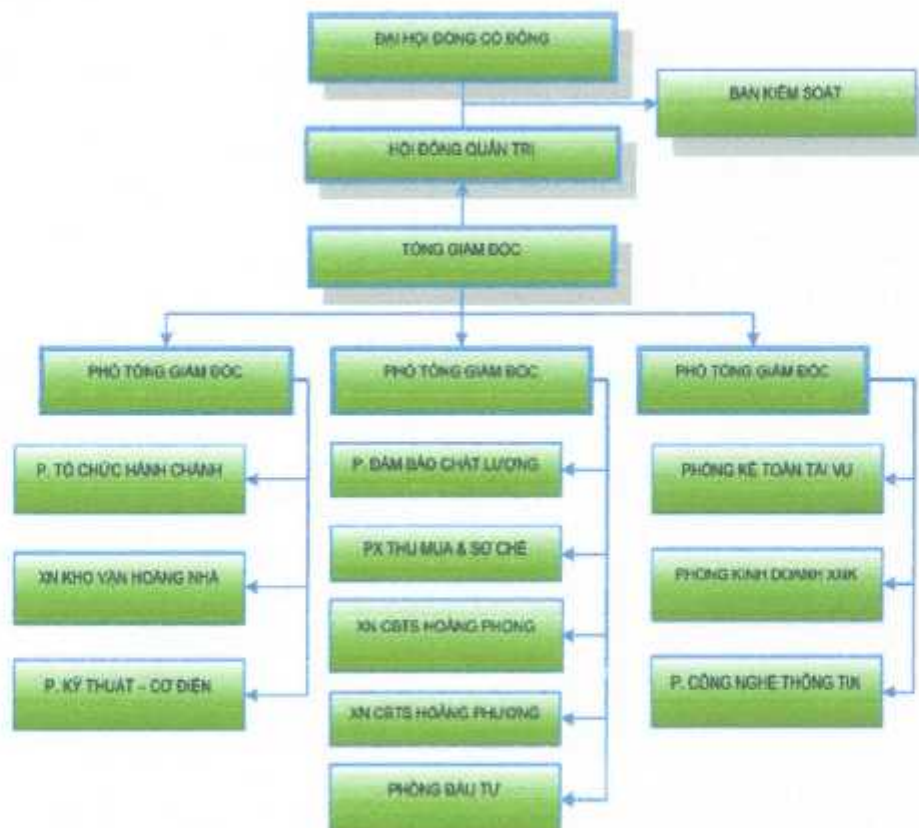 ĐẠI HỘI ĐỒNG CỔ ĐÔNG
BAN KIỂM SOÁT
HỘI ĐỒNG QUẢN TRỊ
TỔNG GIÁM ĐỐC
PHÓ TỔNG GIÁM ĐỐC
PHÓ TỔNG GIÁM ĐỐC
PHÓ TỔNG GIÁM ĐỐC
P. TỔ CHỨC HÀNH CHÁNH
XN KHO VẬN HOÀNG NHÃ
P. KỸ THUẬT – CƠ ĐIỆN
P. ĐẢM BẢO CHẤT LƯỢNG
PX THU MUA & SƠ CHẾ
XN CBTS HOÀNG PHONG
XN CBTS HOÀNG PHƯƠNG
PHÒNG ĐẦU TƯ
PHÒNG KẾ TOÁN TÀI VỤ
PHÒNG KINH DOANH XNK
P. CÔNG NGHỆ THÔNG TIN